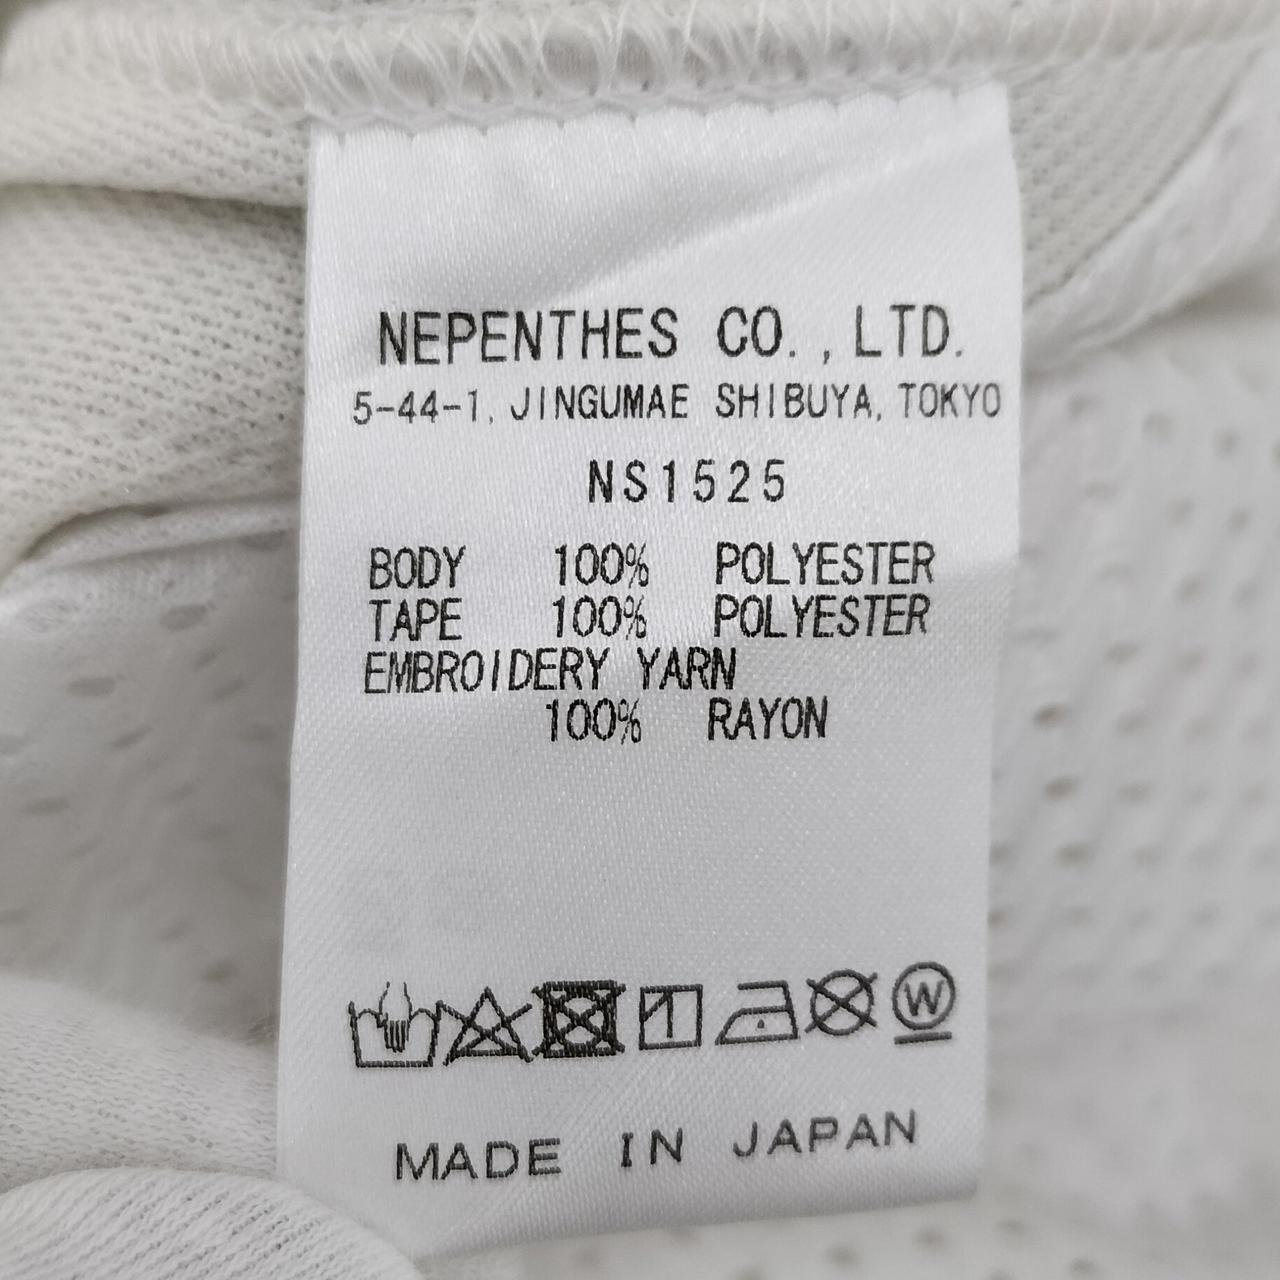 NEPENTHES CO., LTD.
5-44-1, JINGUMAE SHIBUYA, TOKYO
NS1525
BODY 100% POLYESTER
TAPE 100% POLYESTER
EMBROIDERY YARN
100% RAYON
W
MADE IN JAPAN